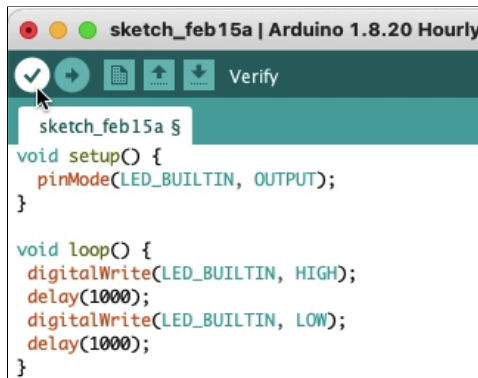 sketch_feb15a | Arduino 1.8.20 Hourly
Verify
sketch_feb15a §
void setup() {
  pinMode(LED_BUILTIN, OUTPUT);
}

void loop() {
 digitalWrite(LED_BUILTIN, HIGH);
 delay(1000);
 digitalWrite(LED_BUILTIN, LOW);
 delay(1000);
}